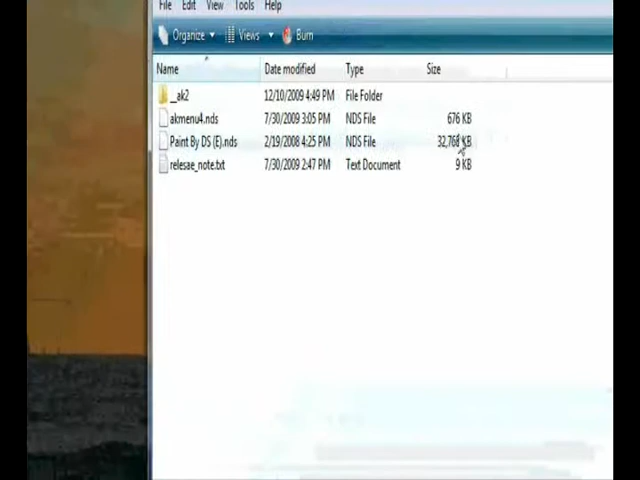 File Edit View Tools Help
Organize Views Burn
Name Date modified Type Size
__ak2 12/10/2009 4:49 PM File Folder
akmenu4.nds 7/30/2009 3:05 PM NDS File 676 KB
Paint By DS (E).nds 2/19/2008 4:25 PM NDS File 32,768 KB
relesae_note.txt 7/30/2009 2:47 PM Text Document 9 KB